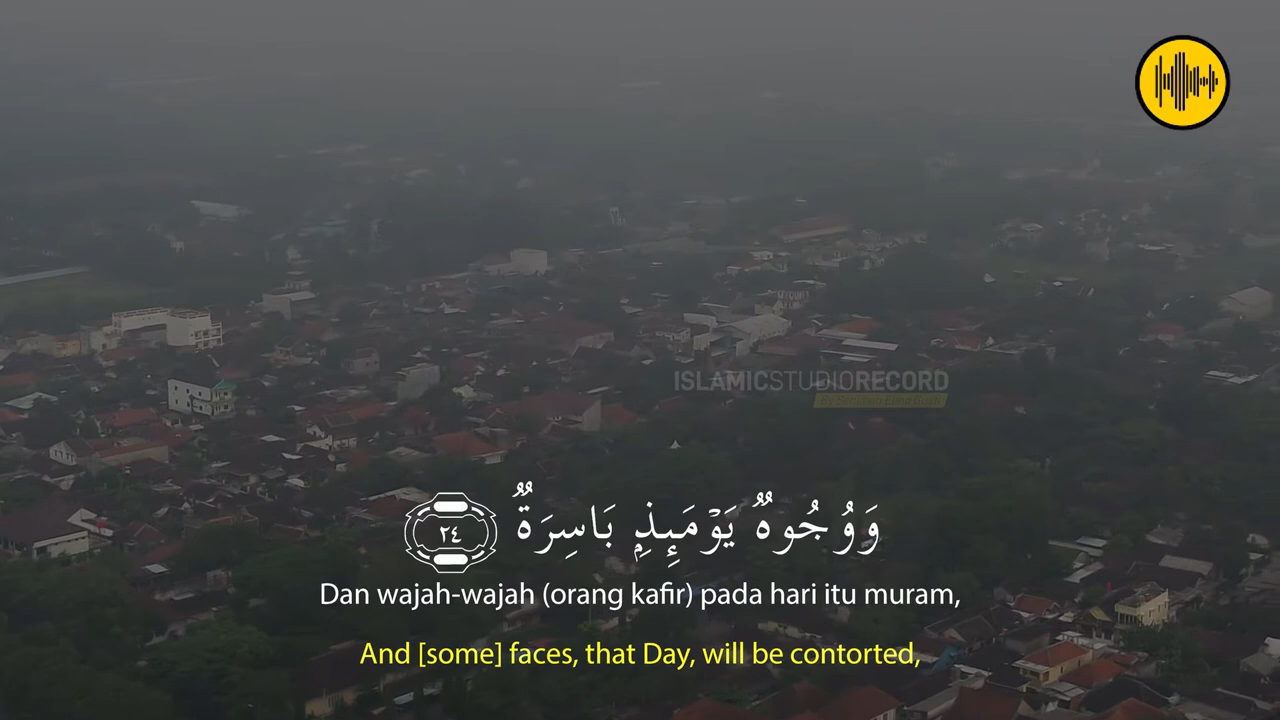 ISLAMICSTUDIORECORD
وَوُجُوهٌ يَوْمَئِذٍ بَاسِرَةٌ ٢٤
Dan wajah-wajah (orang kafir) pada hari itu muram,
And [some] faces, that Day, will be contorted,